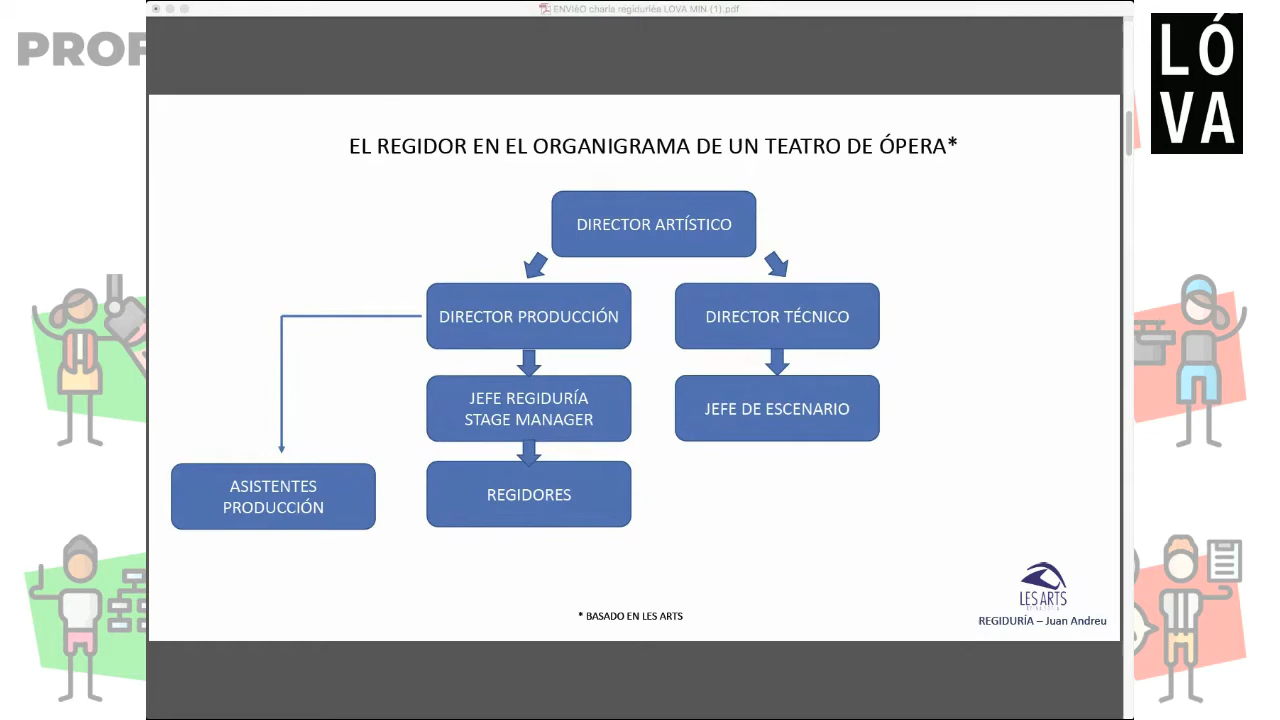 ENVIéO charla regiduriéa LOVA MIN (1).pdf
PROF
LÓ
VA
EL REGIDOR EN EL ORGANIGRAMA DE UN TEATRO DE ÓPERA*
DIRECTOR ARTÍSTICO
DIRECTOR PRODUCCIÓN
DIRECTOR TÉCNICO
JEFE REGIDURÍA
STAGE MANAGER
JEFE DE ESCENARIO
ASISTENTES
PRODUCCIÓN
REGIDORES
LES ARTS
* BASADO EN LES ARTS
REGIDURÍA – Juan Andreu